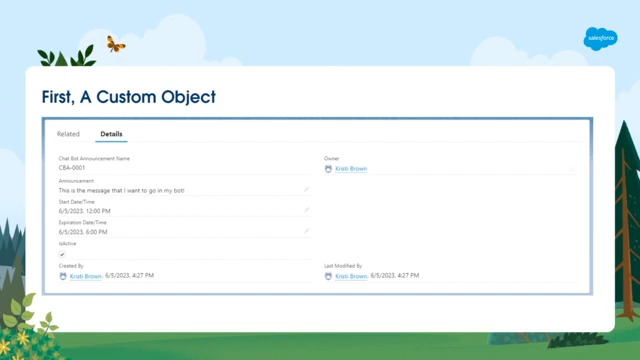 salesforce
First, A Custom Object
Related Details
Chat Bot Announcement Name
CBA-0001
Owner
Kristi Brown
Announcement
This is the message that I want to go in my bot!
Start Date/Time
6/5/2023, 12:00 PM
Expiration Date/Time
6/5/2023, 6:00 PM
IsActive
Created By
Kristi Brown, 6/5/2023, 4:27 PM
Last Modified By
Kristi Brown, 6/5/2023, 4:27 PM